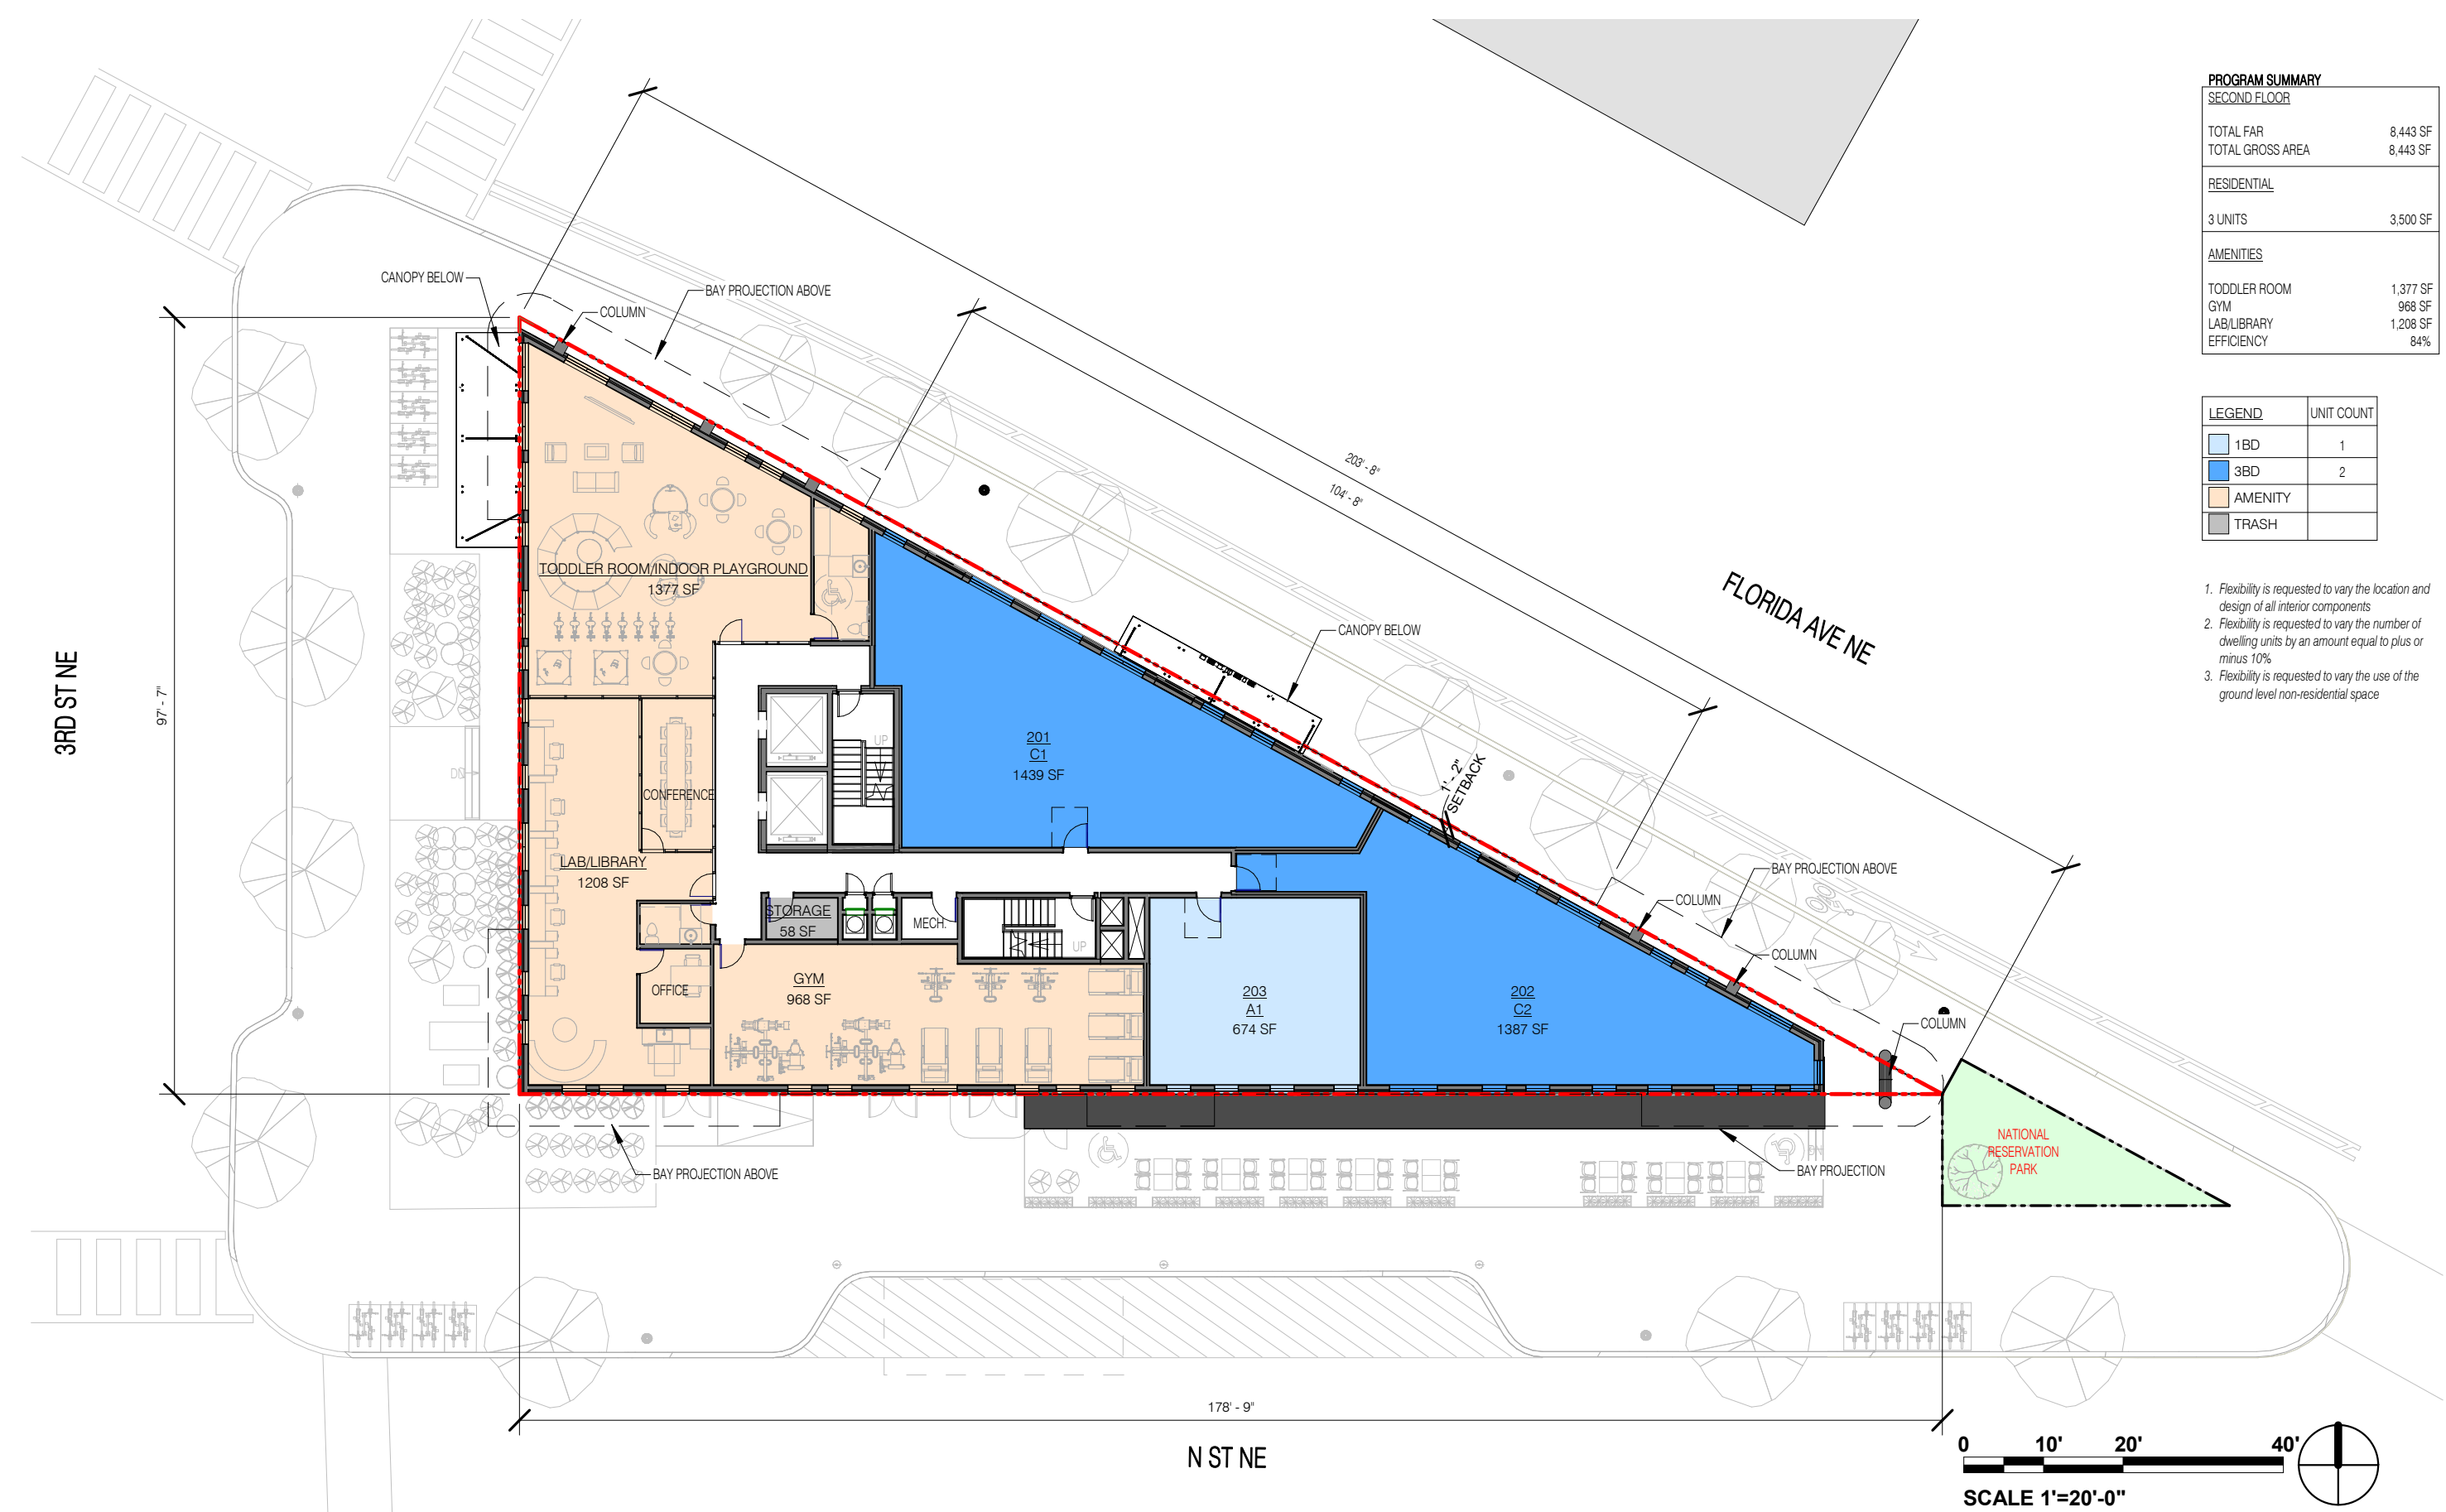 PROGRAM SUMMARY
SECOND FLOOR
TOTAL FAR 8,443 SF
TOTAL GROSS AREA 8,443 SF
RESIDENTIAL
3 UNITS 3,500 SF
AMENITIES
TODDLER ROOM 1,377 SF
GYM 968 SF
LAB/LIBRARY 1,208 SF
EFFICIENCY 84%
LEGEND UNIT COUNT
1BD 1
3BD 2
AMENITY
TRASH
1. Flexibility is requested to vary the location and
design of all interior components
2. Flexibility is requested to vary the number of
dwelling units by an amount equal to plus or
minus 10%
3. Flexibility is requested to vary the use of the
ground level non-residential space
CANOPY BELOW
BAY PROJECTION ABOVE
COLUMN
203' - 8"
104' - 8"
FLORIDA AVE NE
TODDLER ROOM/INDOOR PLAYGROUND
1377 SF
CANOPY BELOW
3RD ST NE
97' - 7"
UP
DN
201
C1
1439 SF
1' - 2"
SETBACK
CONFERENCE
LAB/LIBRARY
1208 SF
BAY PROJECTION ABOVE
COLUMN
STORAGE
58 SF
MECH.
UP
COLUMN
OFFICE
GYM
968 SF
203
A1
674 SF
202
C2
1387 SF
COLUMN
NATIONAL
RESERVATION
PARK
BAY PROJECTION ABOVE
BAY PROJECTION
178' - 9"
N ST NE
0 10' 20' 40'
SCALE 1'=20'-0"